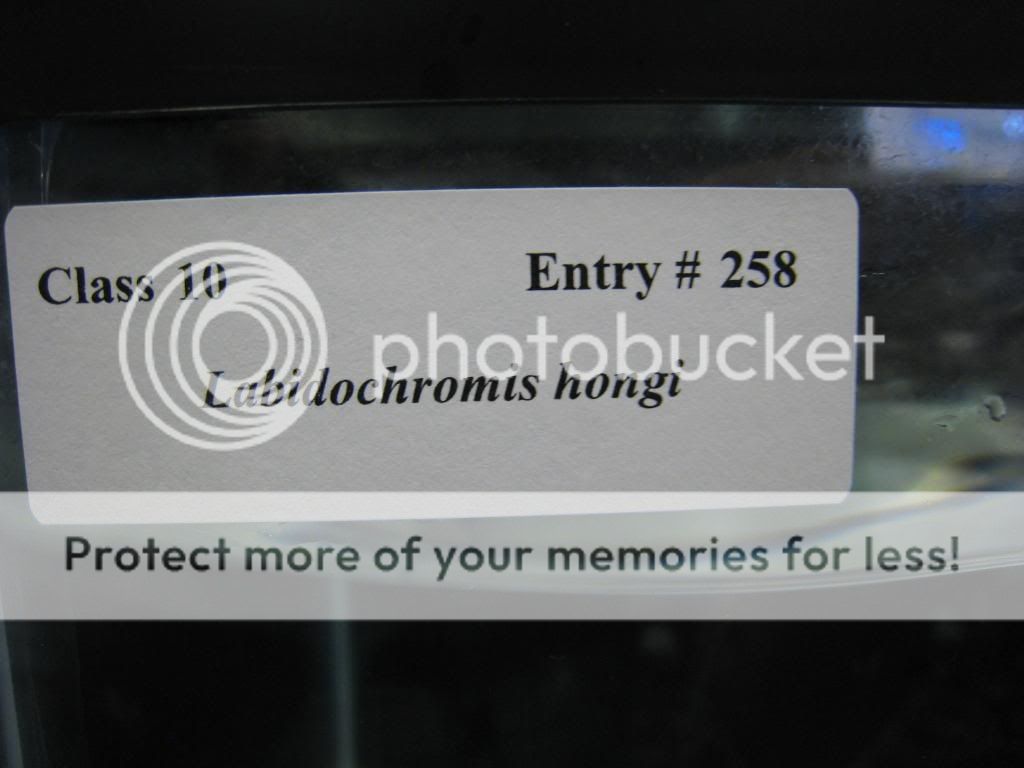 Class 10 Entry # 258
photobucket
Labidochromis hongi
Protect more of your memories for less!